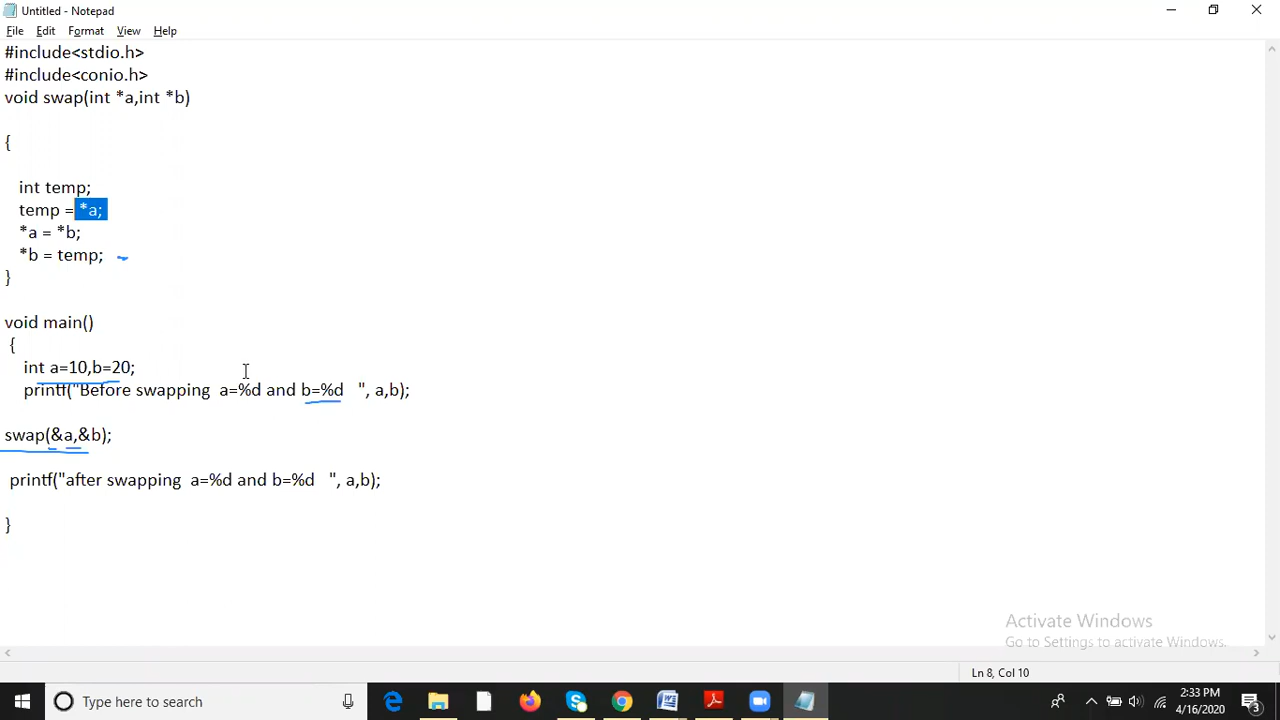 Untitled - Notepad
File Edit Format View Help
#include<stdio.h>
#include<conio.h>
void swap(int *a,int *b)
{
int temp;
temp = *a;
*a = *b;
*b = temp;
}
void main()
{
int a=10,b=20;
printf("Before swapping  a=%d and b=%d   ", a,b);
swap(&a,&b);
printf("after swapping  a=%d and b=%d   ", a,b);
}
Activate Windows
Go to Settings to activate Windows.
Ln 8, Col 10
Type here to search
2:33 PM
4/16/2020
3